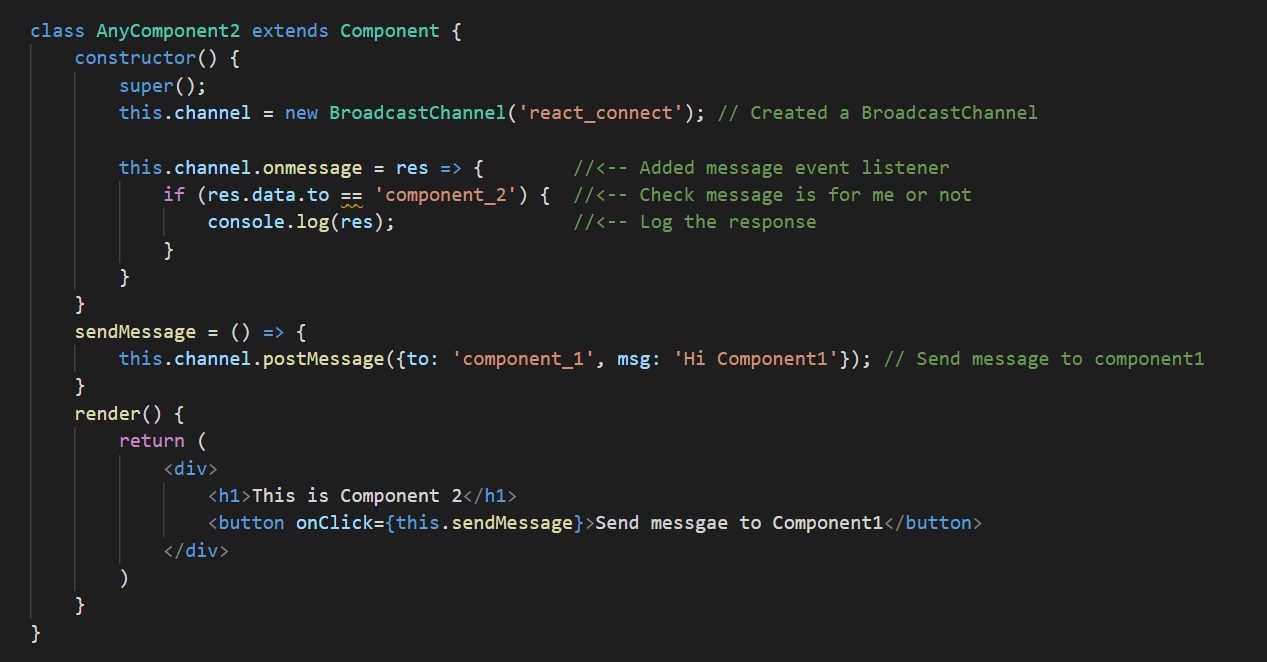 class AnyComponent2 extends Component {
    constructor() {
        super();
        this.channel = new BroadcastChannel('react_connect'); // Created a BroadcastChannel

        this.channel.onmessage = res => {        //<-- Added message event listener
            if (res.data.to == 'component_2') {  //<-- Check message is for me or not
                console.log(res);                //<-- Log the response
            }
        }
    }
    sendMessage = () => {
        this.channel.postMessage({to: 'component_1', msg: 'Hi Component1'}); // Send message to component1
    }
    render() {
        return (
            <div>
                <h1>This is Component 2</h1>
                <button onClick={this.sendMessage}>Send messgae to Component1</button>
            </div>
        )
    }
}